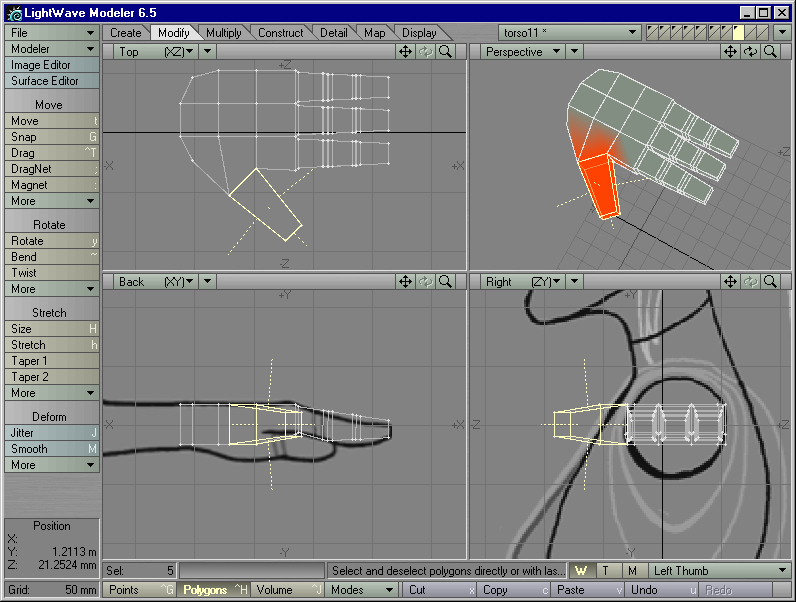 LightWave Modeler 6.5
File
Modeler
Image Editor
Surface Editor
Move
Move t
Snap G
Drag ^T
DragNet ;
Magnet :
More
Rotate
Rotate y
Bend ~
Twist
More
Stretch
Size H
Stretch h
Taper 1
Taper 2
More
Deform
Jitter J
Smooth M
More
Position
X:
Y: 1.2113 m
Z: 21.2524 mm
Grid: 50 mm
Create Modify Multiply Construct Detail Map Display torso11 *
Top (XZ)
+Z
-X +X
-Z
Perspective
+Z
Back (XY)
+Y
-X +X
-Y
Right (ZY)
+Y
-Z +Z
-Y
Sel: 5 Select and deselect polygons directly or with las... W T M Left Thumb
Points ^G Polygons ^H Volume ^J Modes Cut x Copy c Paste v Undo u Redo